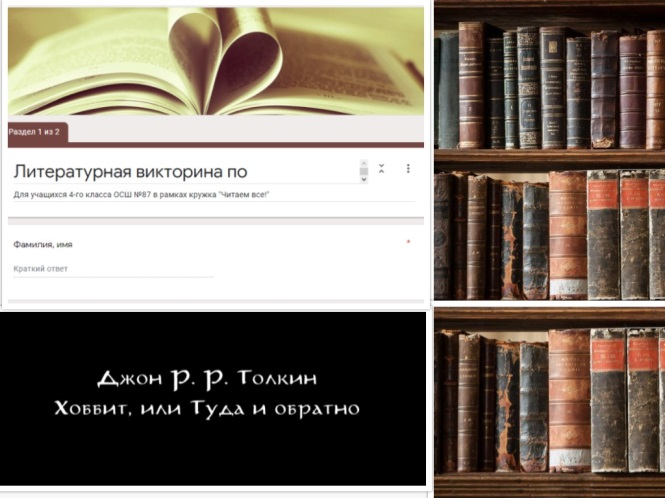 Раздел 1 из 2
Литературная викторина по
Для учащихся 4-го класса ОСШ №87 в рамках кружка "Читаем все!"
Фамилия, имя
*
Краткий ответ
Джон Р. Р. Толкин
Хоббит, или Туда и обратно